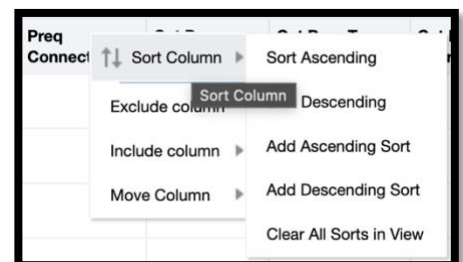 Preq
Connect
Sort Column
Sort Ascending
Sort Column
Descending
Exclude column
Include column
Add Ascending Sort
Move Column
Add Descending Sort
Clear All Sorts in View